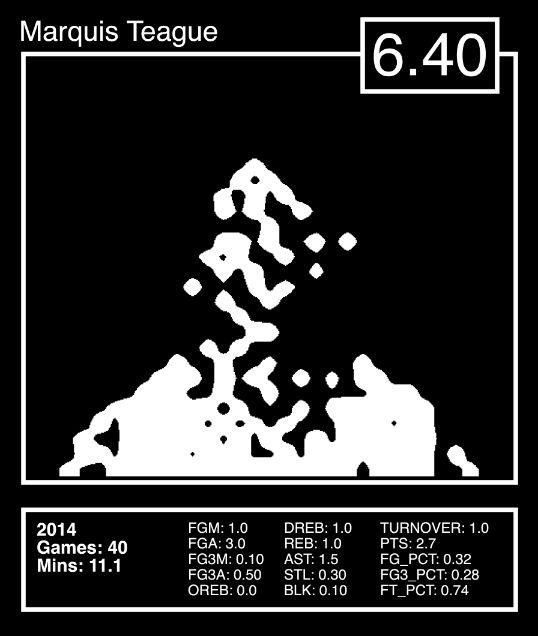 Marquis Teague
6.40
2014
Games: 40
Mins: 11.1
FGM: 1.0
FGA: 3.0
FG3M: 0.10
FG3A: 0.50
OREB: 0.0
DREB: 1.0
REB: 1.0
AST: 1.5
STL: 0.30
BLK: 0.10
TURNOVER: 1.0
PTS: 2.7
FG_PCT: 0.32
FG3_PCT: 0.28
FT_PCT: 0.74